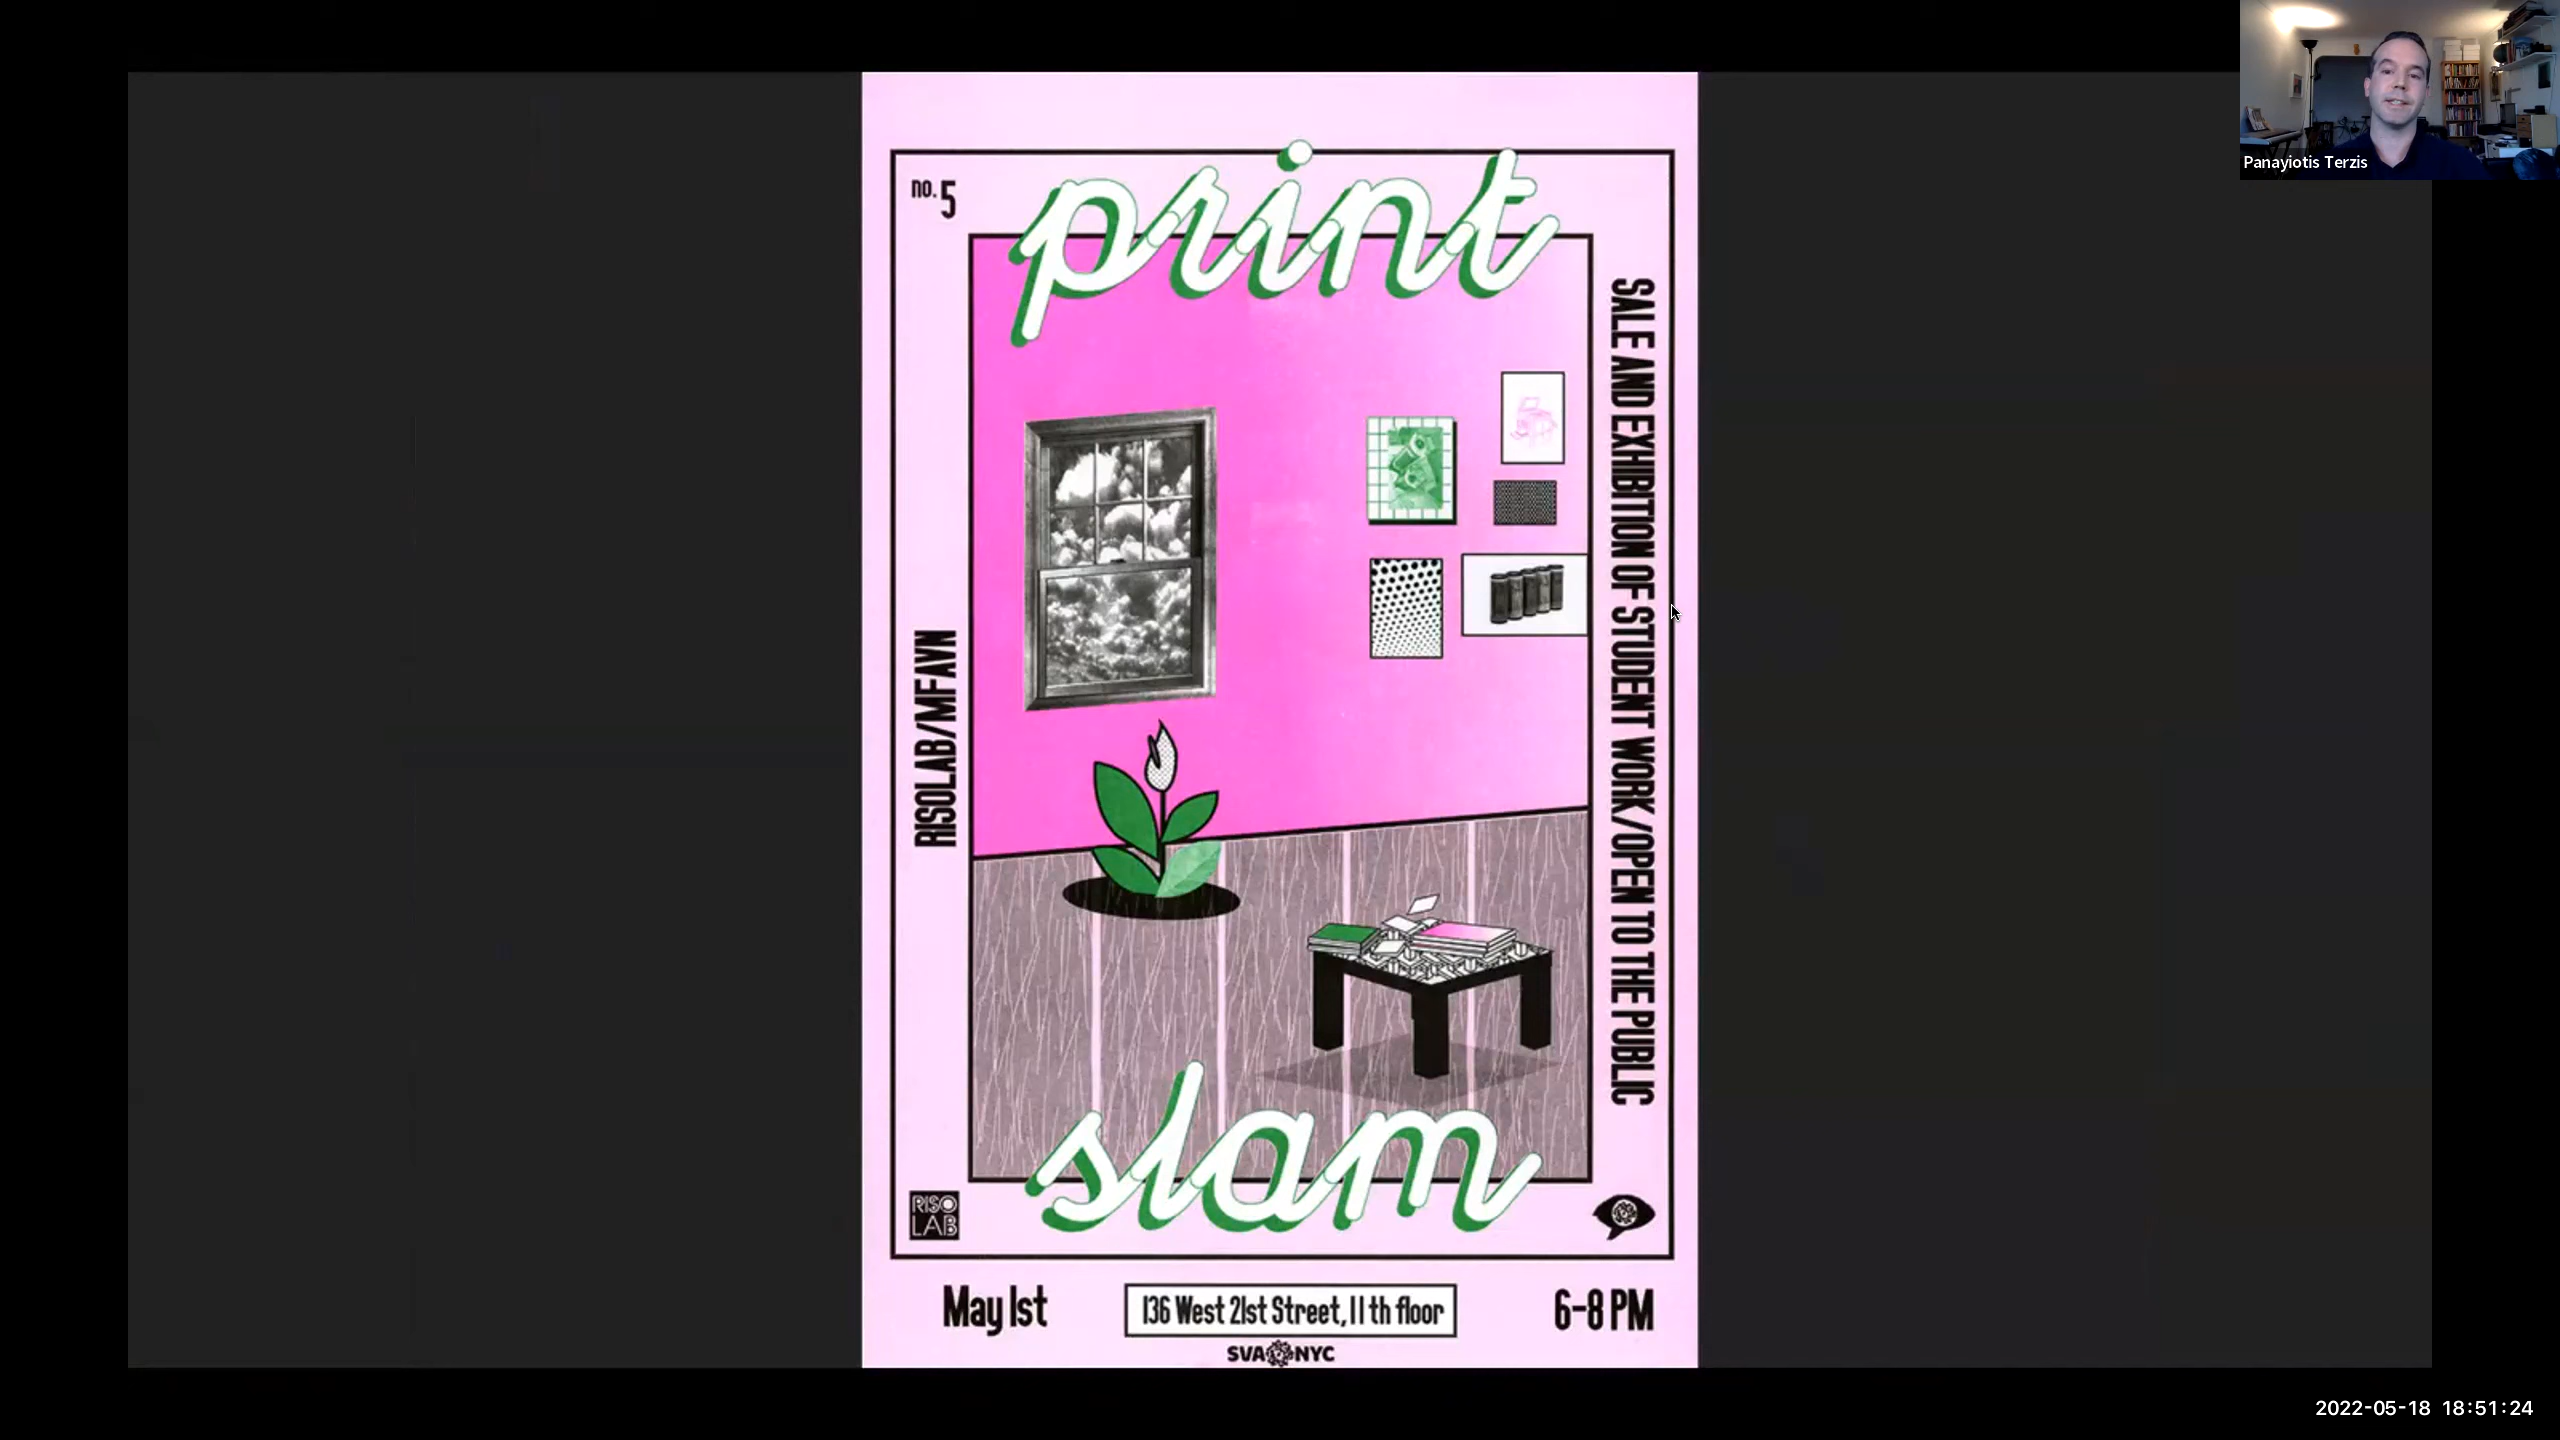 Panayiotis Terzis
no. 5
print
SALE AND EXHIBITION OF STUDENT WORK/OPEN TO THE PUBLIC
RISOLAB/MFAVN
slam
RISO
LAB
May 1st
136 West 21st Street, 11th floor
6-8 PM
SVA NYC
2022-05-18 18:51:24